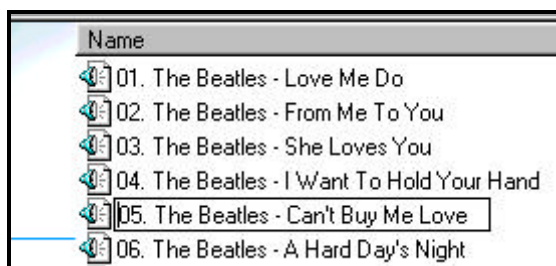 Name
01. The Beatles - Love Me Do
02. The Beatles - From Me To You
03. The Beatles - She Loves You
04. The Beatles - I Want To Hold Your Hand
05. The Beatles - Can't Buy Me Love
06. The Beatles - A Hard Day's Night